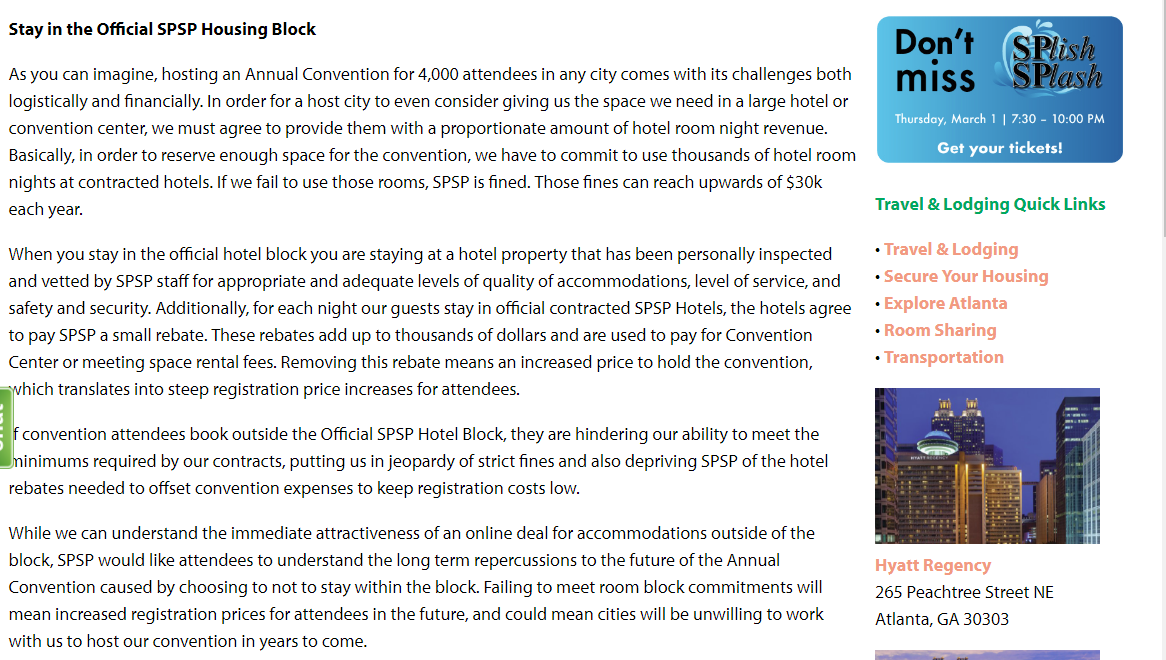 Stay in the Official SPSP Housing Block
As you can imagine, hosting an Annual Convention for 4,000 attendees in any city comes with its challenges both
logistically and financially. In order for a host city to even consider giving us the space we need in a large hotel or
convention center, we must agree to provide them with a proportionate amount of hotel room night revenue.
Basically, in order to reserve enough space for the convention, we have to commit to use thousands of hotel room
nights at contracted hotels. If we fail to use those rooms, SPSP is fined. Those fines can reach upwards of $30k
each year.
When you stay in the official hotel block you are staying at a hotel property that has been personally inspected
and vetted by SPSP staff for appropriate and adequate levels of quality of accommodations, level of service, and
safety and security. Additionally, for each night our guests stay in official contracted SPSP Hotels, the hotels agree
to pay SPSP a small rebate. These rebates add up to thousands of dollars and are used to pay for Convention
Center or meeting space rental fees. Removing this rebate means an increased price to hold the convention,
which translates into steep registration price increases for attendees.
If convention attendees book outside the Official SPSP Hotel Block, they are hindering our ability to meet the
minimums required by our contracts, putting us in jeopardy of strict fines and also depriving SPSP of the hotel
rebates needed to offset convention expenses to keep registration costs low.
While we can understand the immediate attractiveness of an online deal for accommodations outside of the
block, SPSP would like attendees to understand the long term repercussions to the future of the Annual
Convention caused by choosing to not to stay within the block. Failing to meet room block commitments will
mean increased registration prices for attendees in the future, and could mean cities will be unwilling to work
with us to host our convention in years to come.
Don't
miss
SPlish
SPlash
Thursday, March 1 | 7:30 – 10:00 PM
Get your tickets!
Travel & Lodging Quick Links
• Travel & Lodging
• Secure Your Housing
• Explore Atlanta
• Room Sharing
• Transportation
HYATT REGENCY
Hyatt Regency
265 Peachtree Street NE
Atlanta, GA 30303